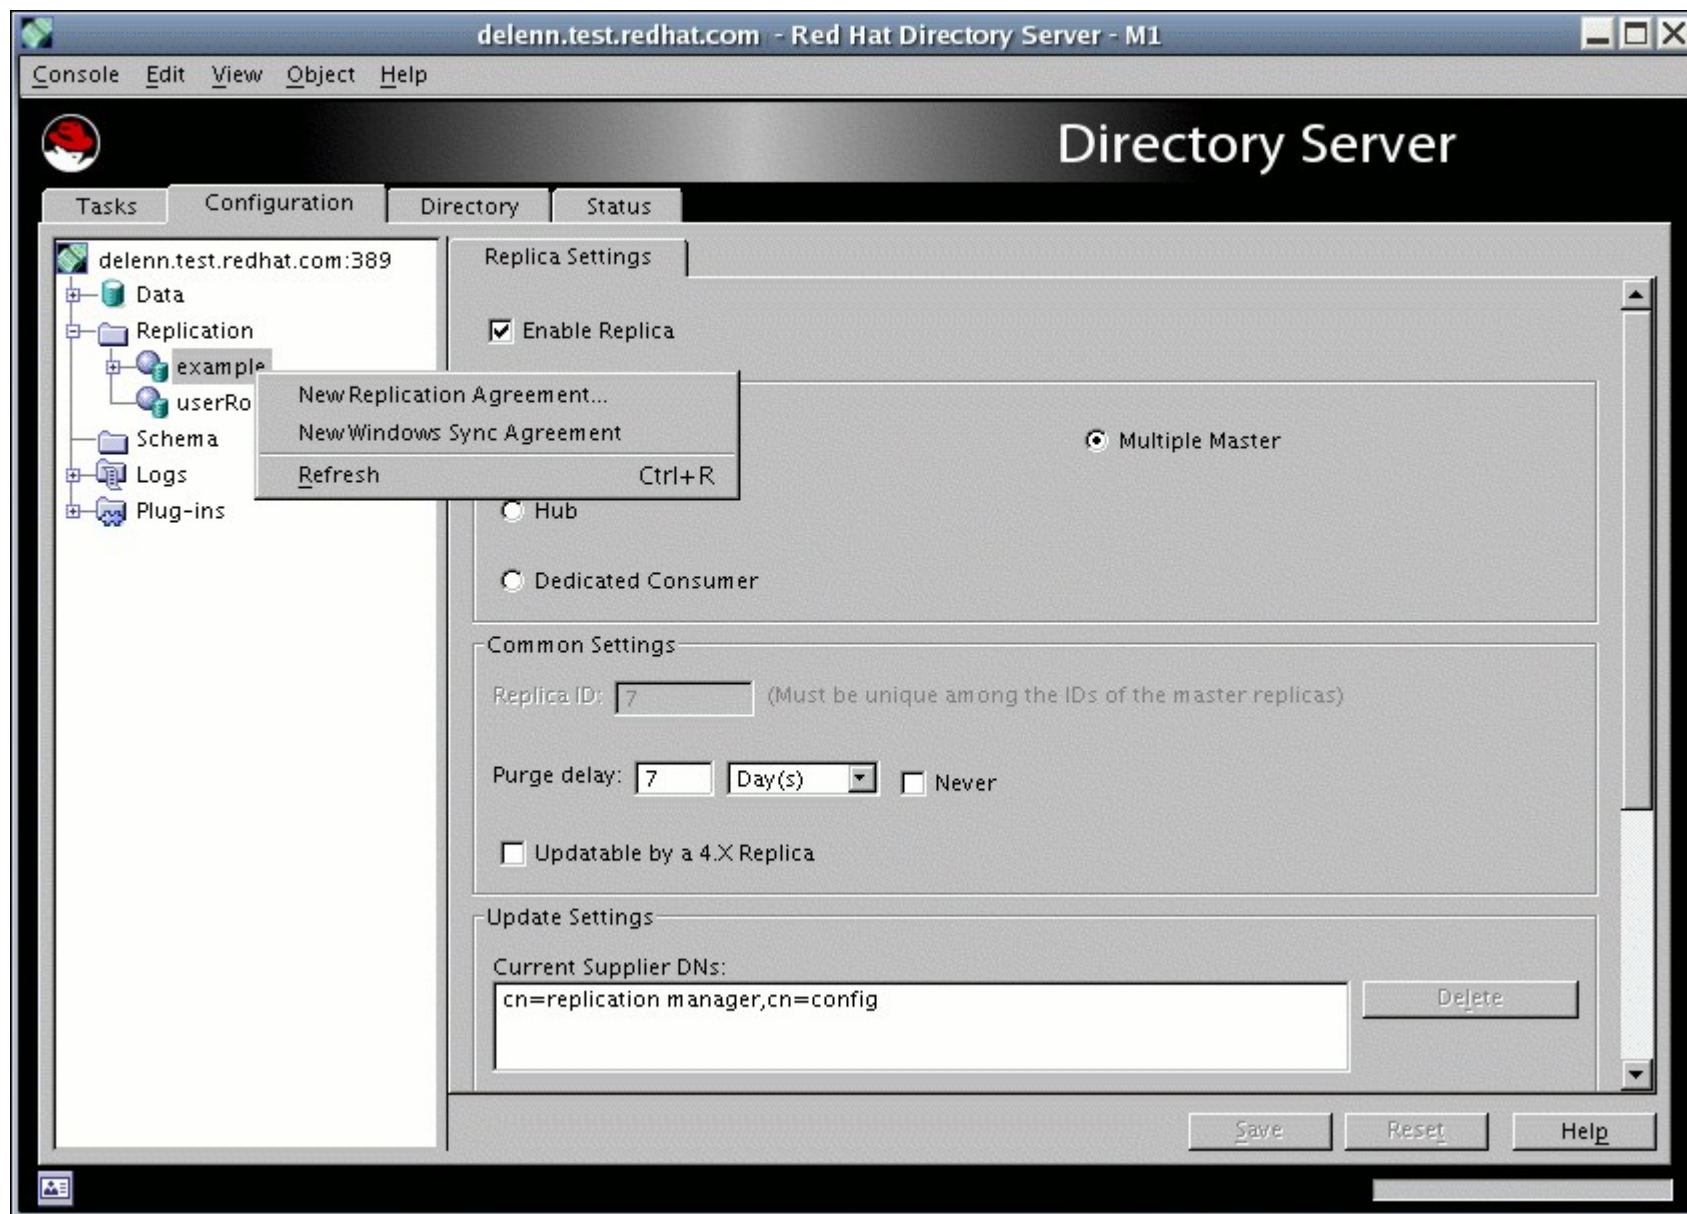 delenn.test.redhat.com - Red Hat Directory Server - M1
Console Edit View Object Help
Directory Server
Tasks Configuration Directory Status
delenn.test.redhat.com:389
Data
Replication
example
userRo
Schema
Logs
Plug-ins
New Replication Agreement...
New Windows Sync Agreement
Refresh Ctrl+R
Replica Settings
Enable Replica
Multiple Master
Hub
Dedicated Consumer
Common Settings
Replica ID: 7 (Must be unique among the IDs of the master replicas)
Purge delay: 7 Day(s) Never
Updatable by a 4.X Replica
Update Settings
Current Supplier DNs:
cn=replication manager,cn=config
Delete
Save Reset Help